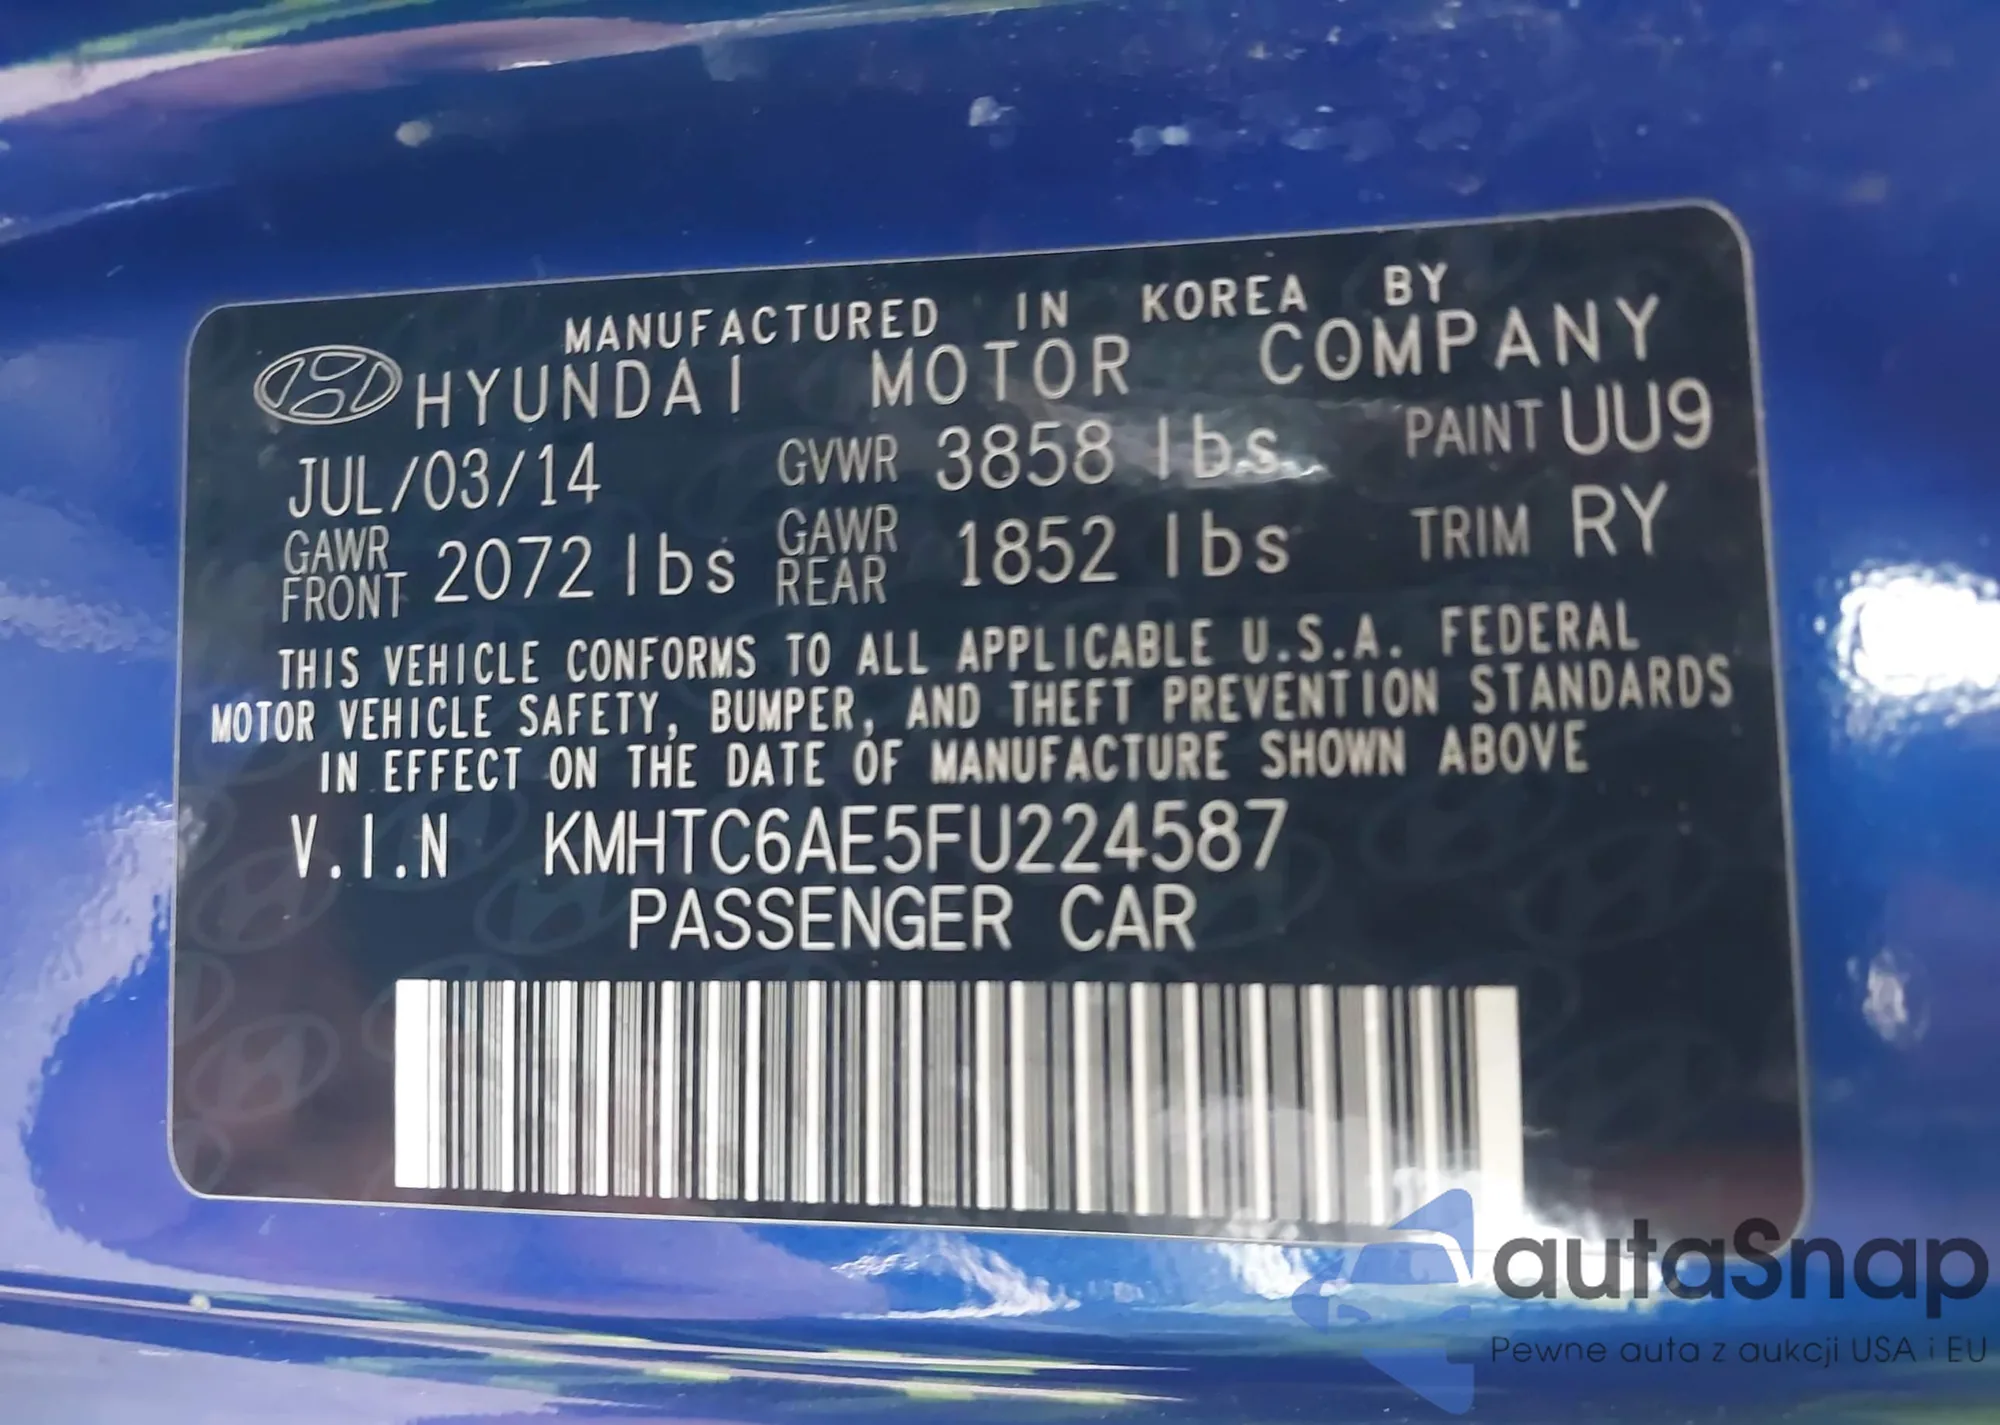 MANUFACTURED IN KOREA BY
HYUNDAI MOTOR COMPANY
JUL/03/14 GVWR 3858 lbs PAINT UU9
GAWR FRONT 2072 lbs GAWR REAR 1852 lbs TRIM RY
THIS VEHICLE CONFORMS TO ALL APPLICABLE U.S.A. FEDERAL
MOTOR VEHICLE SAFETY, BUMPER, AND THEFT PREVENTION STANDARDS
IN EFFECT ON THE DATE OF MANUFACTURE SHOWN ABOVE
V.I.N KMHTC6AE5FU224587
PASSENGER CAR
autaSnap
Pewne auta z aukcji USA i EU